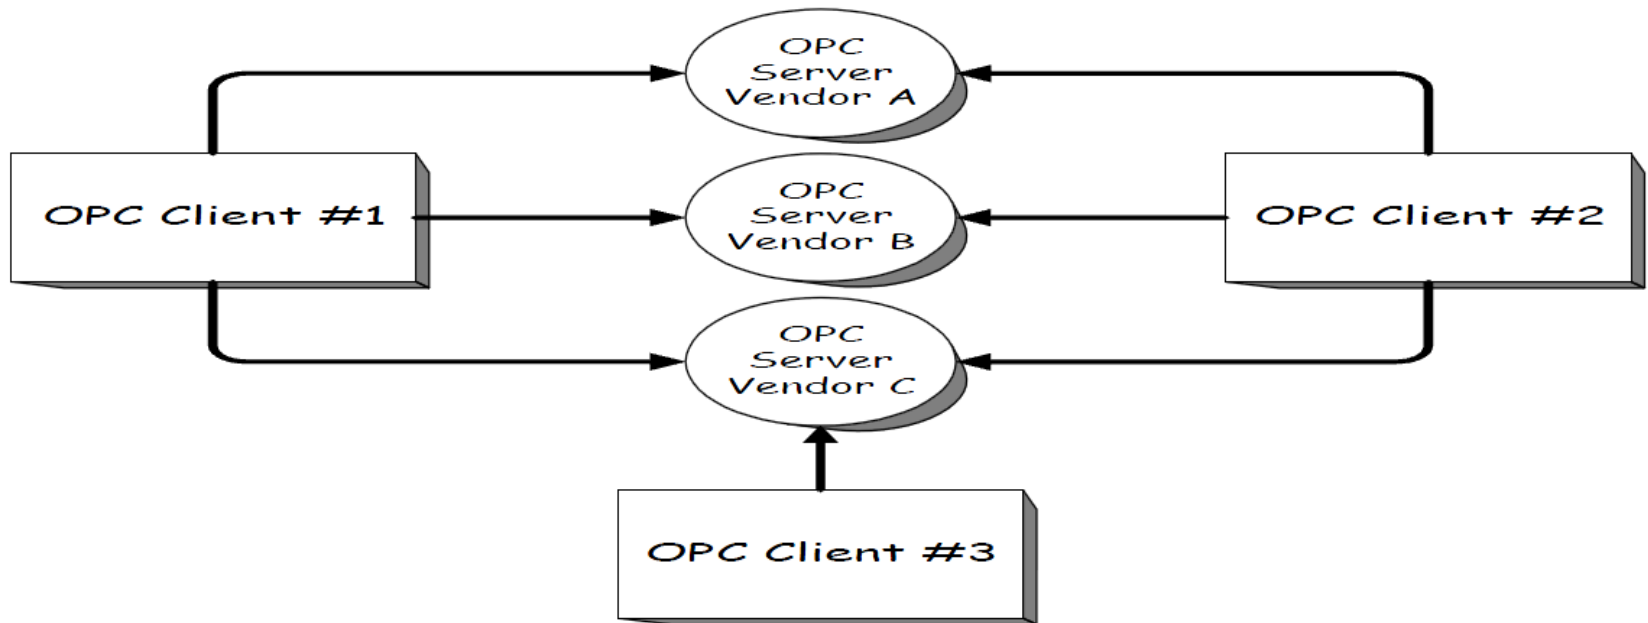 OPC
Server
Vendor A
OPC Client #1
OPC
Server
Vendor B
OPC Client #2
OPC
Server
Vendor C
OPC Client #3